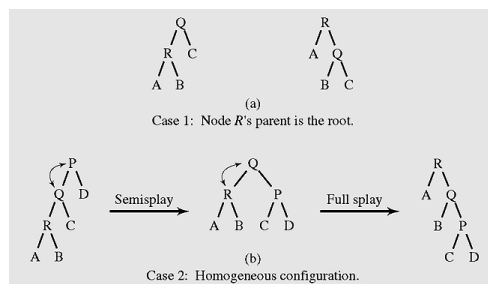 Q R
R C A Q
A B B C
(a)
Case 1: Node R's parent is the root.
P Q R
Q D Semisplay R P Full splay A Q
R C A B C D B P
A B (b) C D
Case 2: Homogeneous configuration.